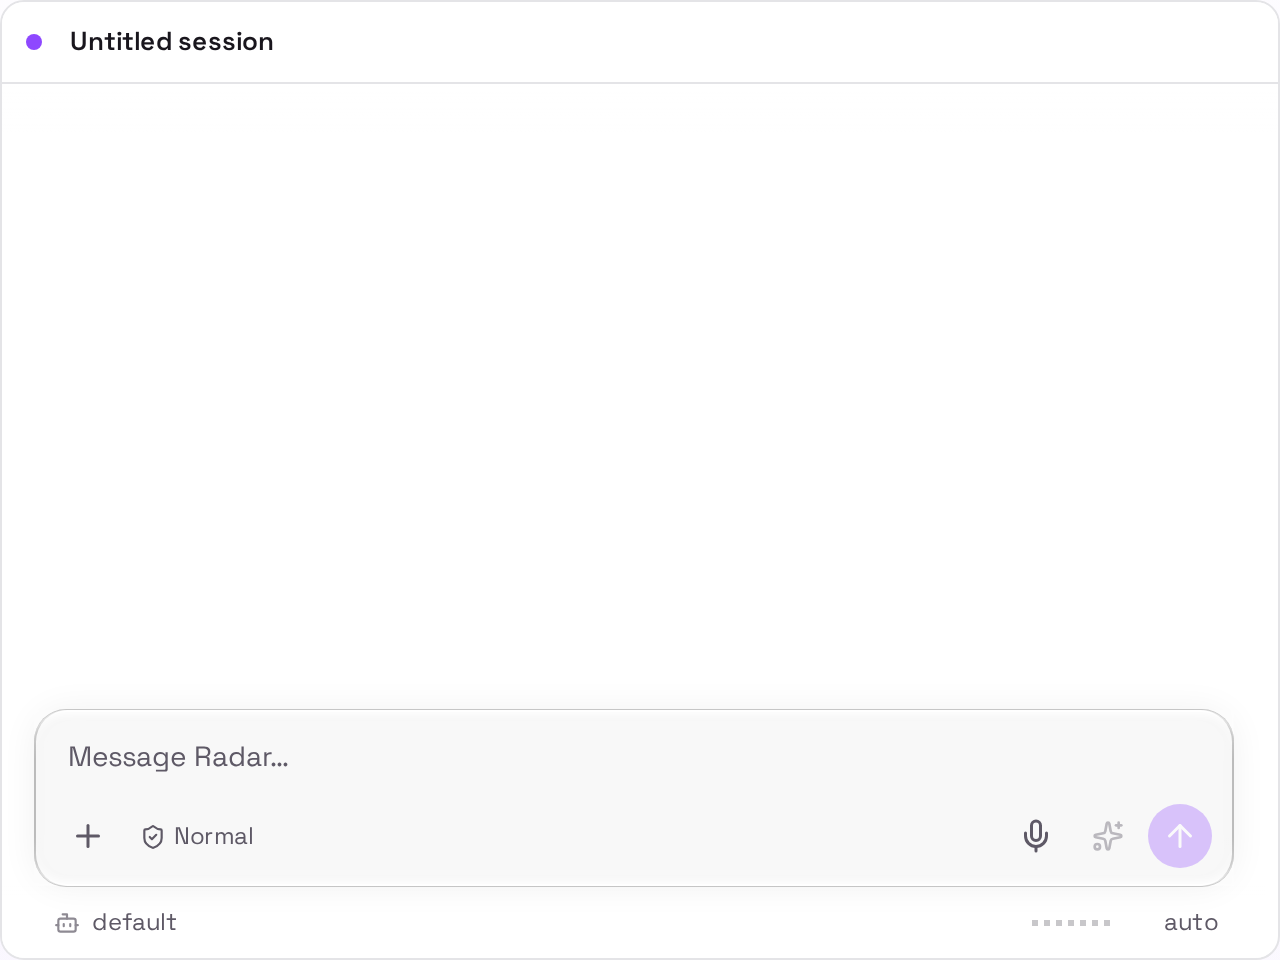 Untitled session
Message Radar...
Normal
default
auto